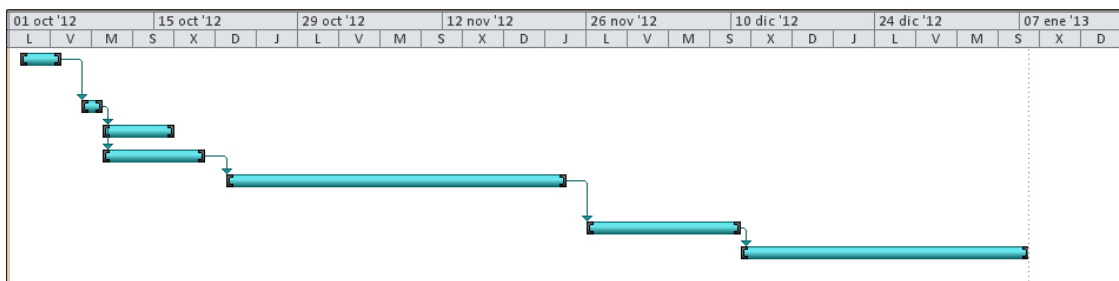 01 oct '12 15 oct '12 29 oct '12 12 nov '12 26 nov '12 10 dic '12 24 dic '12 07 ene '13
L V M S X D J L V M S X D J L V M S X D J L V M S X D